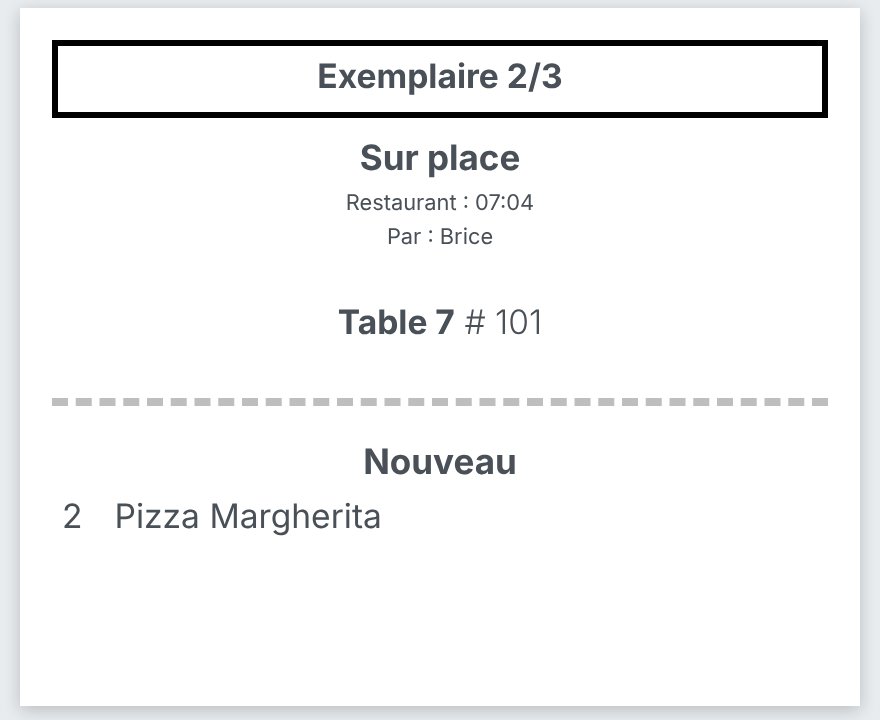 Exemplaire 2/3
Sur place
Restaurant : 07:04
Par : Brice
Table 7 # 101
Nouveau
2 Pizza Margherita